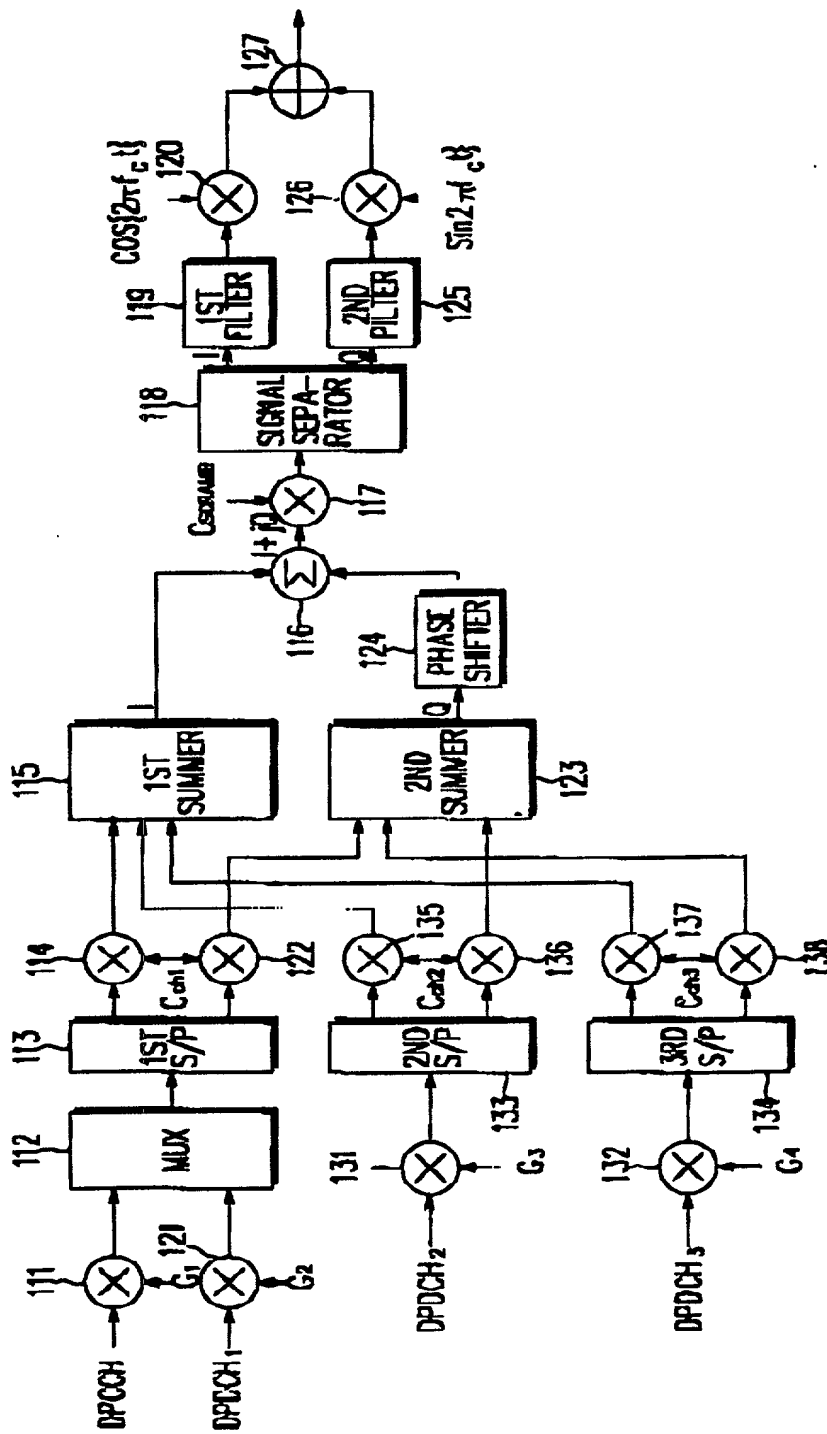 DPCCH
111
G1
DPDCH1
121
G2
112
MUX
113
1ST
S/P
114
Cch1
122
115
1ST
SUMMER
I
DPDCH2
131
G3
2ND
S/P
133
135
Cch2
136
2ND
SUMMER
123
Q
124
PHASE
SHIFTER
DPDCH3
132
G4
3RD
S/P
134
137
Cch3
138
116
Σ
I+jQ
CSCRAMB
117
118
SIGNAL
SEPA-
RATOR
I
Q
119
1ST
FILTER
COS{2πfct}
120
2ND
PILTER
125
126
Sin2πfct}
127